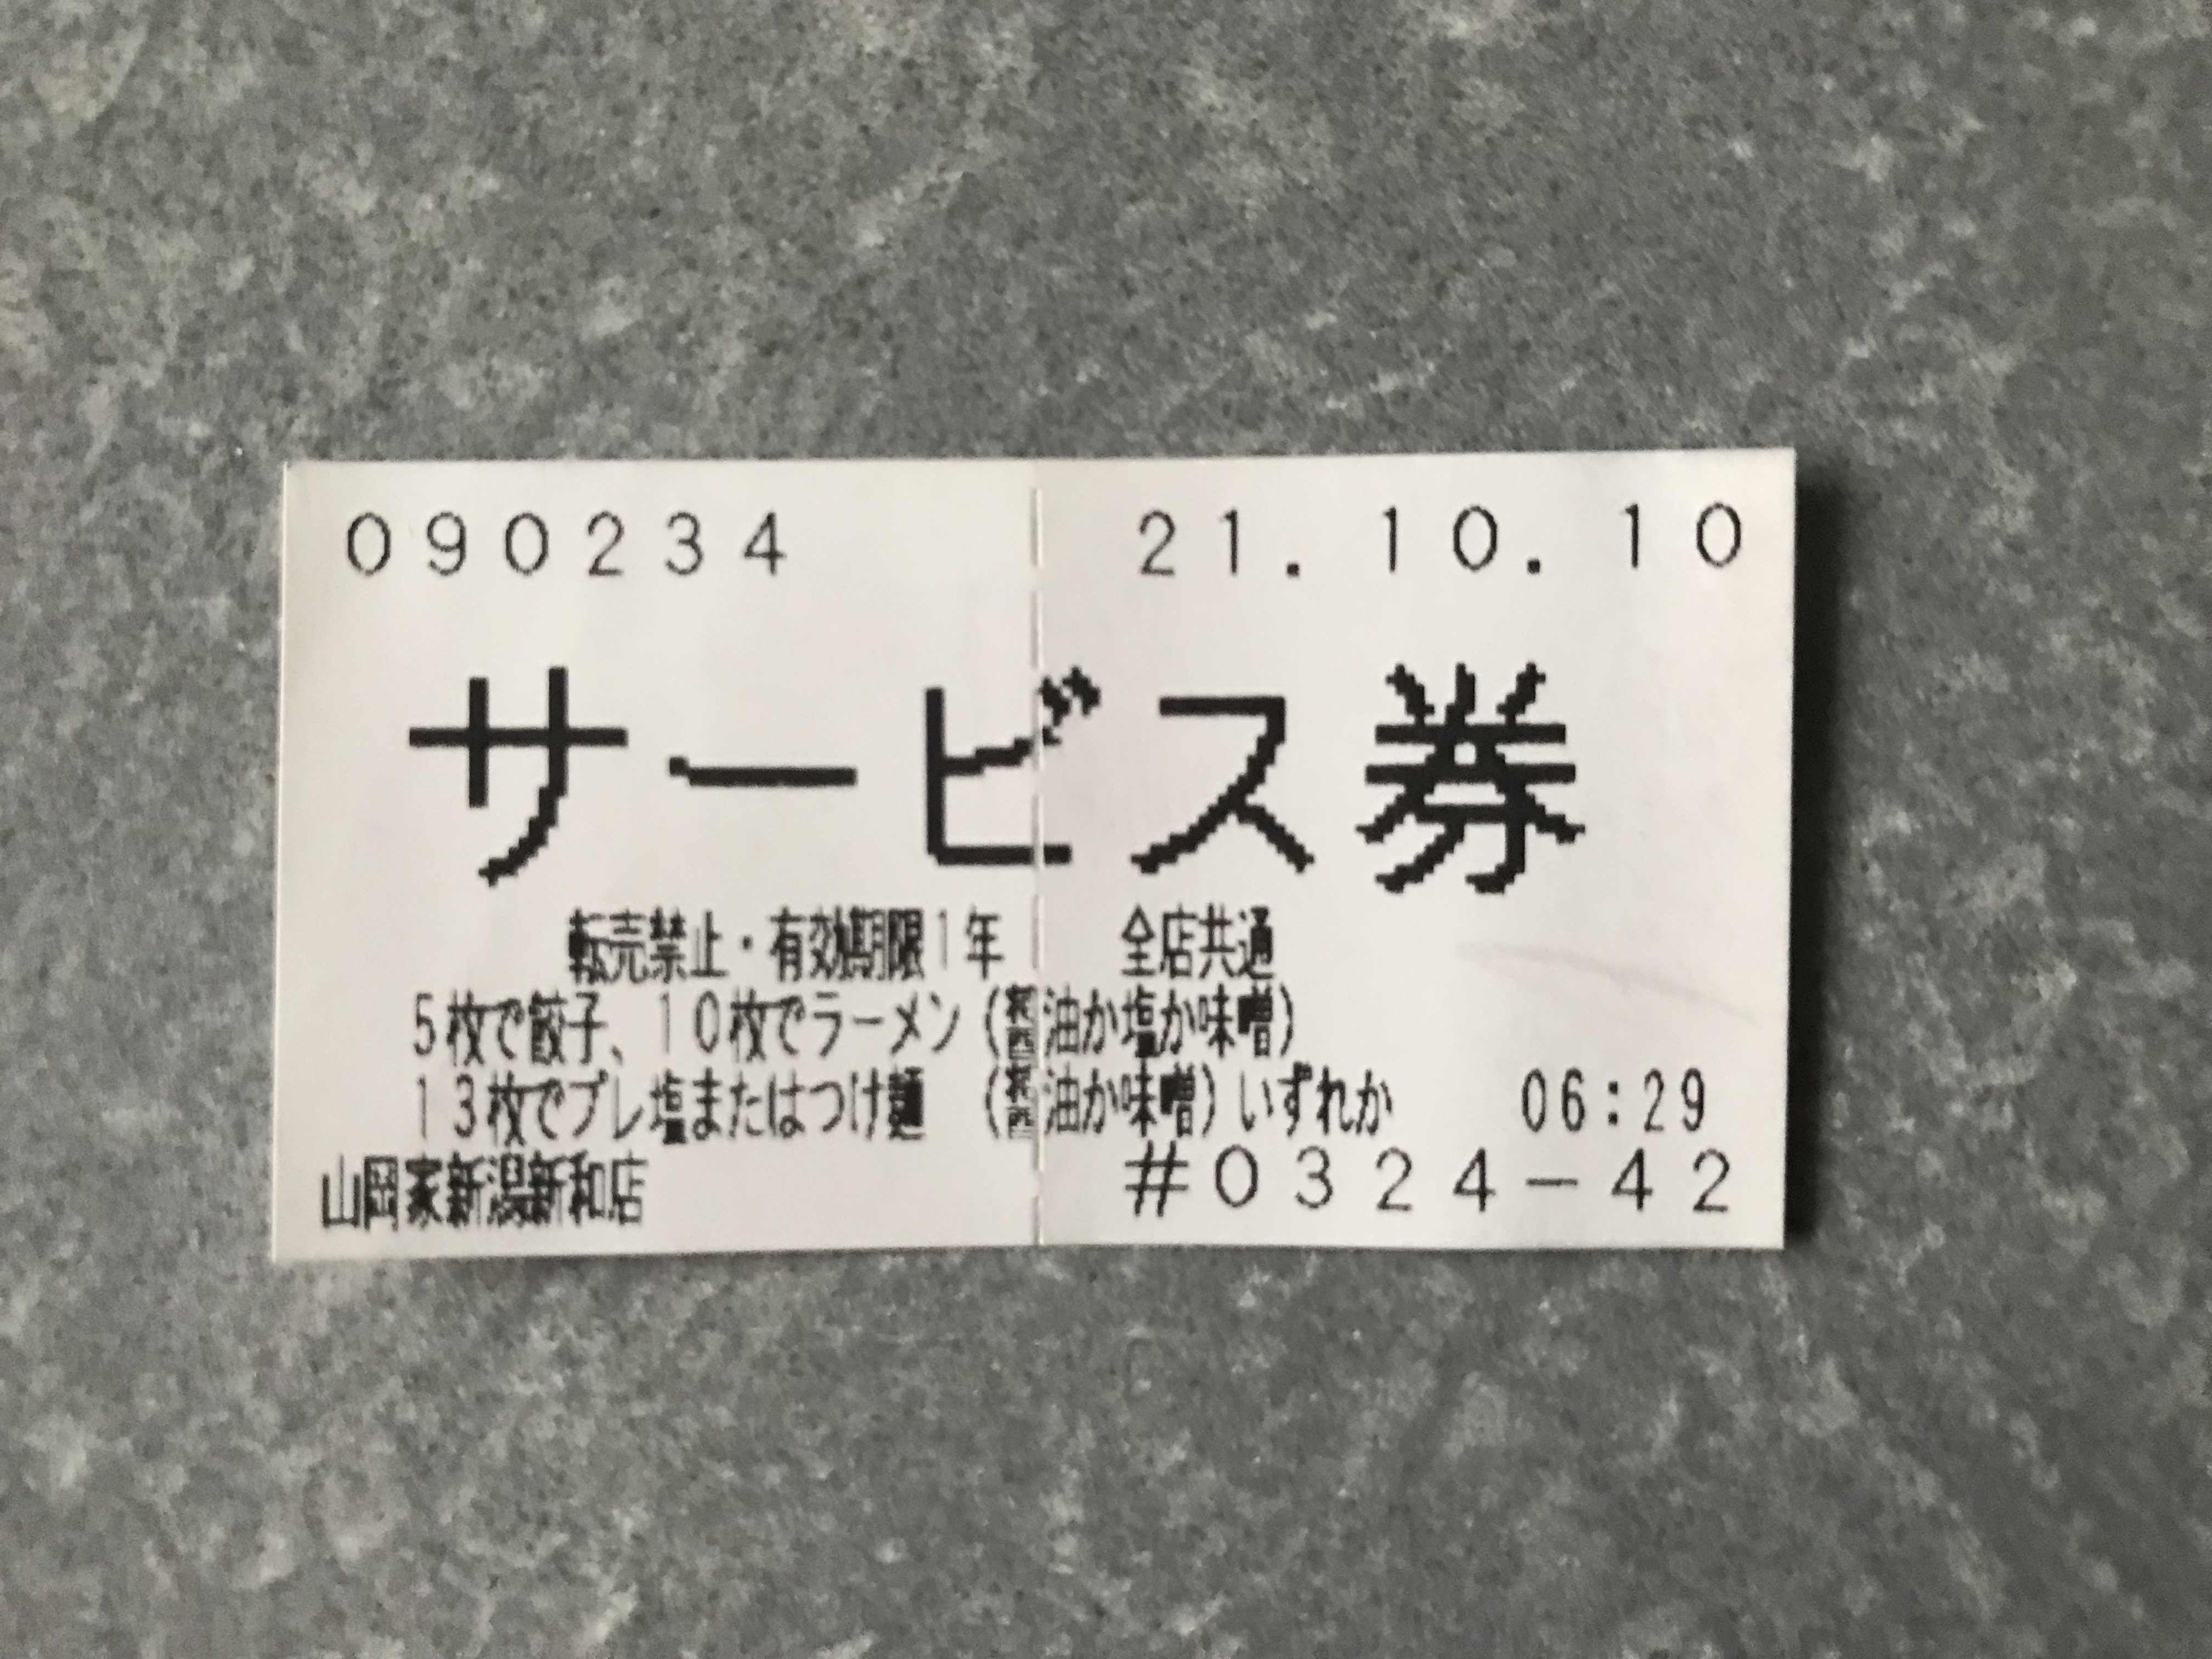 090234 21.10.10
サービス券
転売禁止・有効期限1年 全店共通
5枚で餃子、10枚でラーメン(醤油か塩か味噌)
13枚でプレ塩またはつけ麺 (醤油か味噌)いずれか 06:29
山岡家新潟新和店 #0324-42